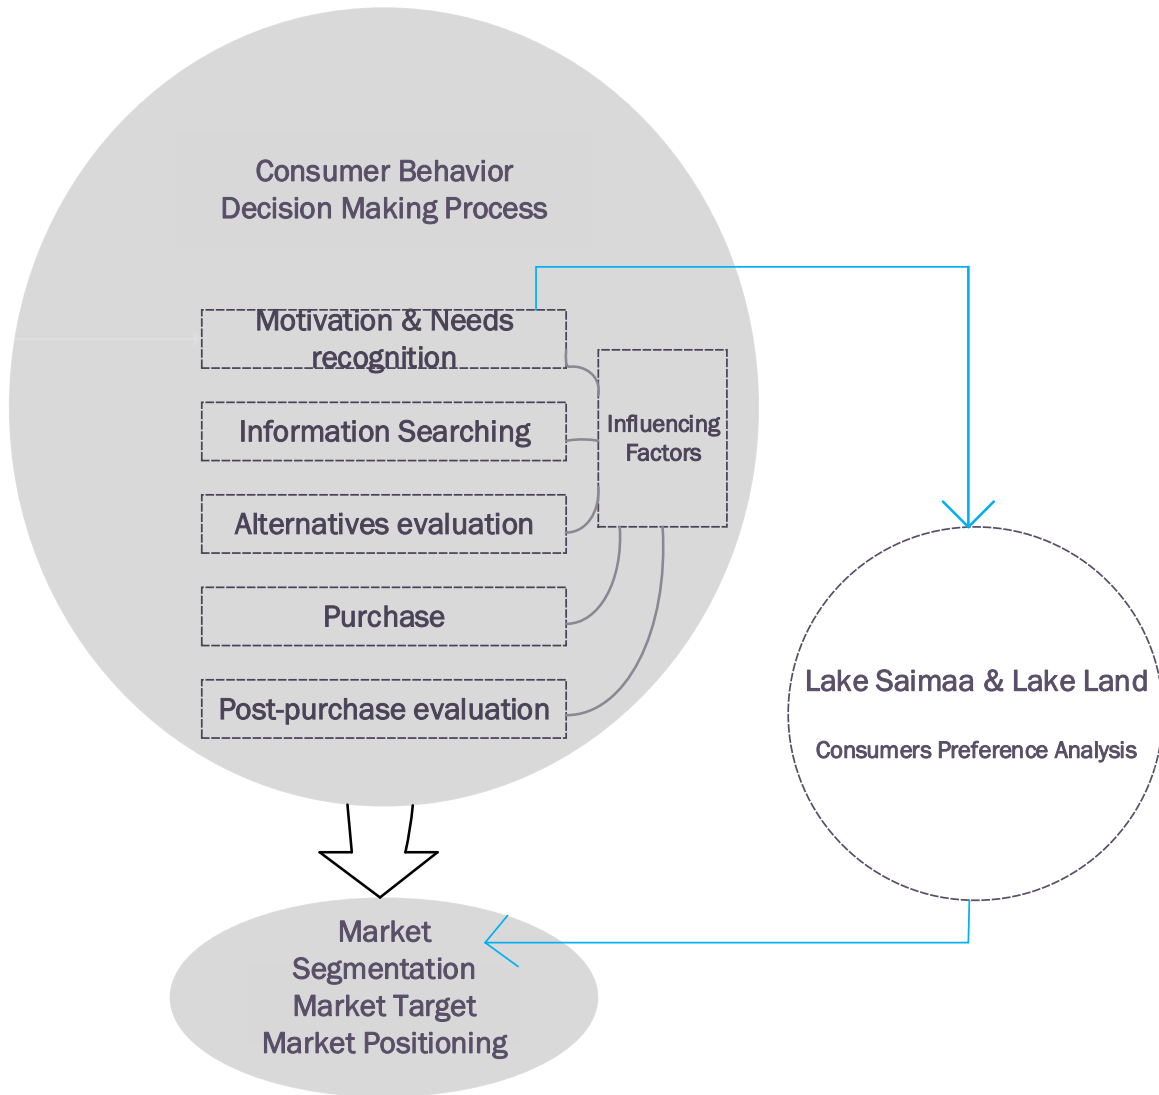 Consumer Behavior
Decision Making Process
Motivation & Needs
recognition
Influencing
Factors
Information Searching
Alternatives evaluation
Purchase
Post-purchase evaluation
Lake Saimaa & Lake Land
Consumers Preference Analysis
Market
Segmentation
Market Target
Market Positioning